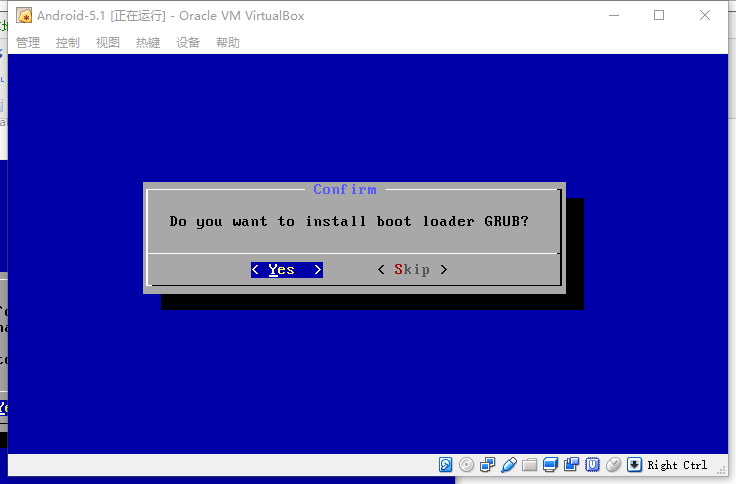 Android-5.1 [正在运行] - Oracle VM VirtualBox
管理 控制 视图 热键 设备 帮助
Confirm
Do you want to install boot loader GRUB?
< Yes > < Skip >
Right Ctrl